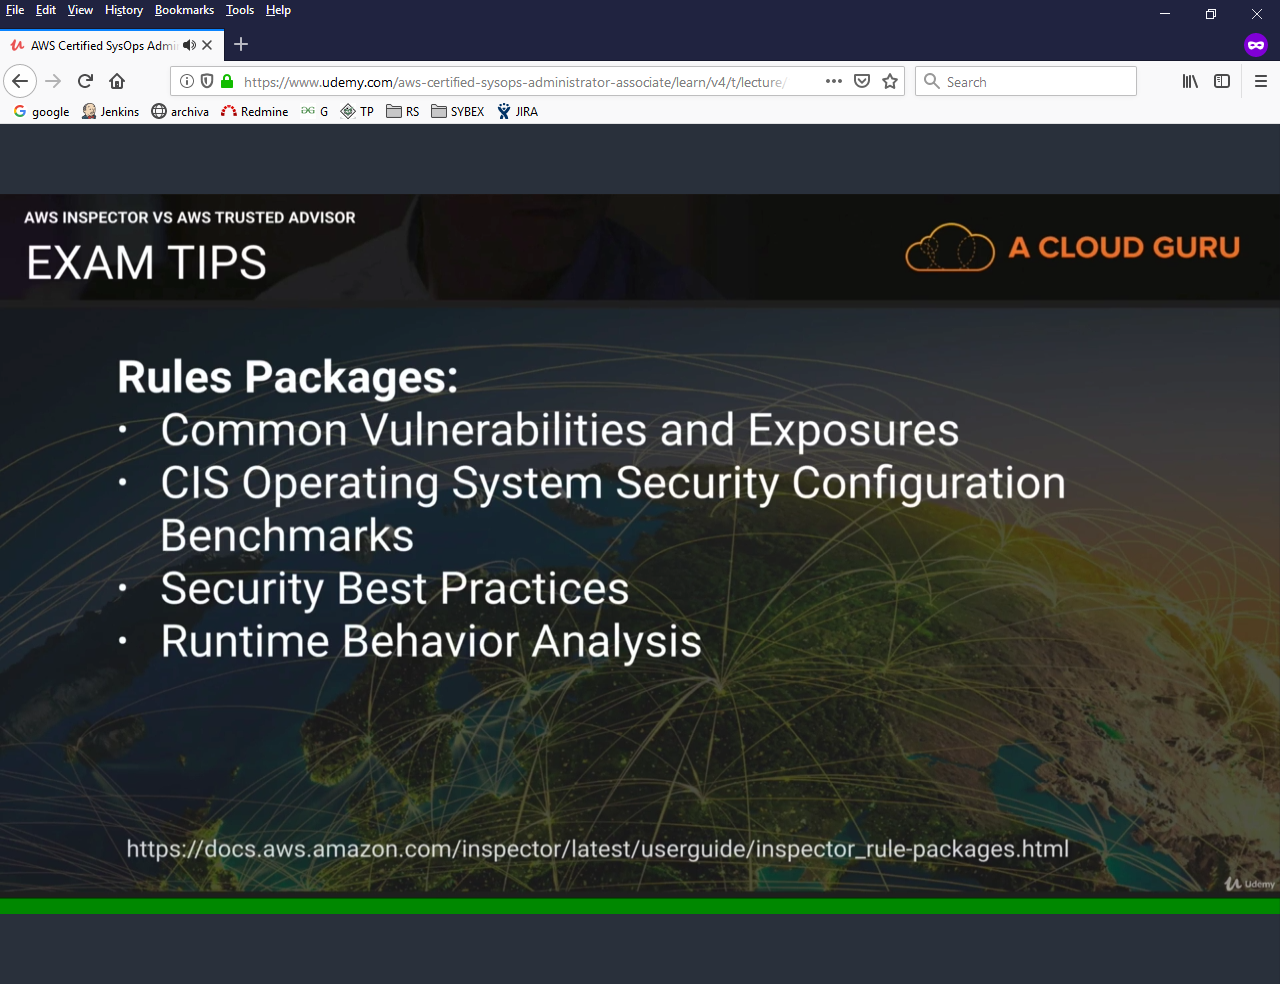 File Edit View History Bookmarks Tools Help
AWS Certified SysOps Admi
https://www.udemy.com/aws-certified-sysops-administrator-associate/learn/v4/t/lecture/
Search
google Jenkins archiva Redmine G TP RS SYBEX JIRA
AWS INSPECTOR VS AWS TRUSTED ADVISOR
EXAM TIPS
A CLOUD GURU
Rules Packages:
• Common Vulnerabilities and Exposures
• CIS Operating System Security Configuration
Benchmarks
• Security Best Practices
• Runtime Behavior Analysis
https://docs.aws.amazon.com/inspector/latest/userguide/inspector_rule-packages.html
Udemy